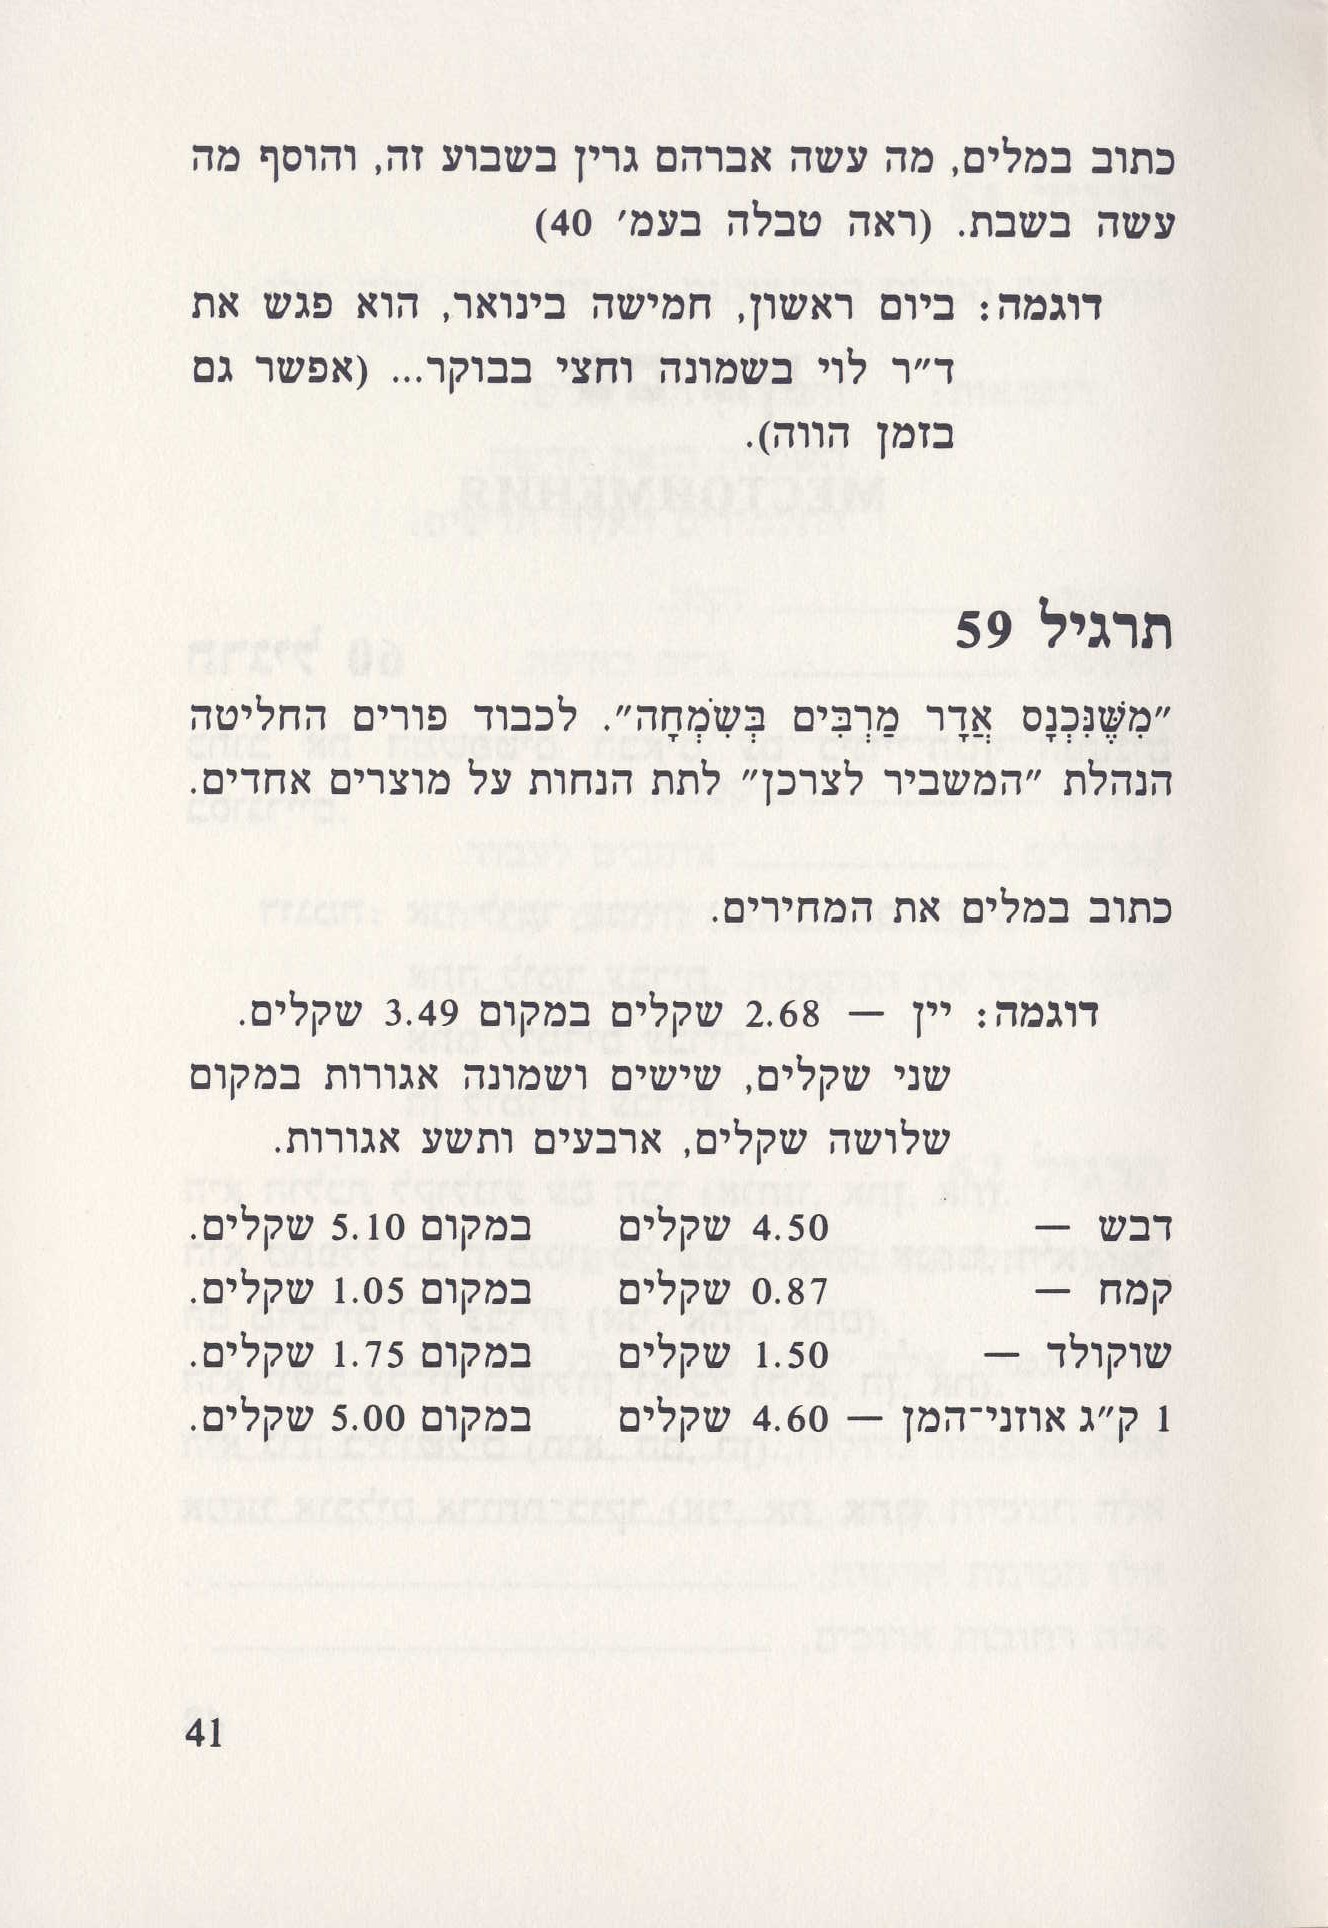 כתוב במלים, מה עשה אברהם גרין בשבוע זה, והוסף מה
עשה בשבת. (ראה טבלה בעמ׳ 40)
דוגמה: ביום ראשון, חמישה בינואר, הוא פגש את
ד״ר לוי בשמונה וחצי בבוקר... (אפשר גם
בזמן הווה).
תרגיל 59
״מִשֶּׁנִּכְנָס אֲדָר מַרְבִּים בְּשִׂמְחָה״. לכבוד פורים החליטה
הנהלת ״המשביר לצרכן״ לתת הנחות על מוצרים אחדים.
כתוב במלים את המחירים.
דוגמה: יין — 2.68 שקלים במקום 3.49 שקלים.
שני שקלים, שישים ושמונה אגורות במקום
שלושה שקלים, ארבעים ותשע אגורות.
דבש — 4.50 שקלים במקום 5.10 שקלים.
קמח — 0.87 שקלים במקום 1.05 שקלים.
שוקולד — 1.50 שקלים במקום 1.75 שקלים.
1 ק״ג אוזני־המן — 4.60 שקלים במקום 5.00 שקלים.
41